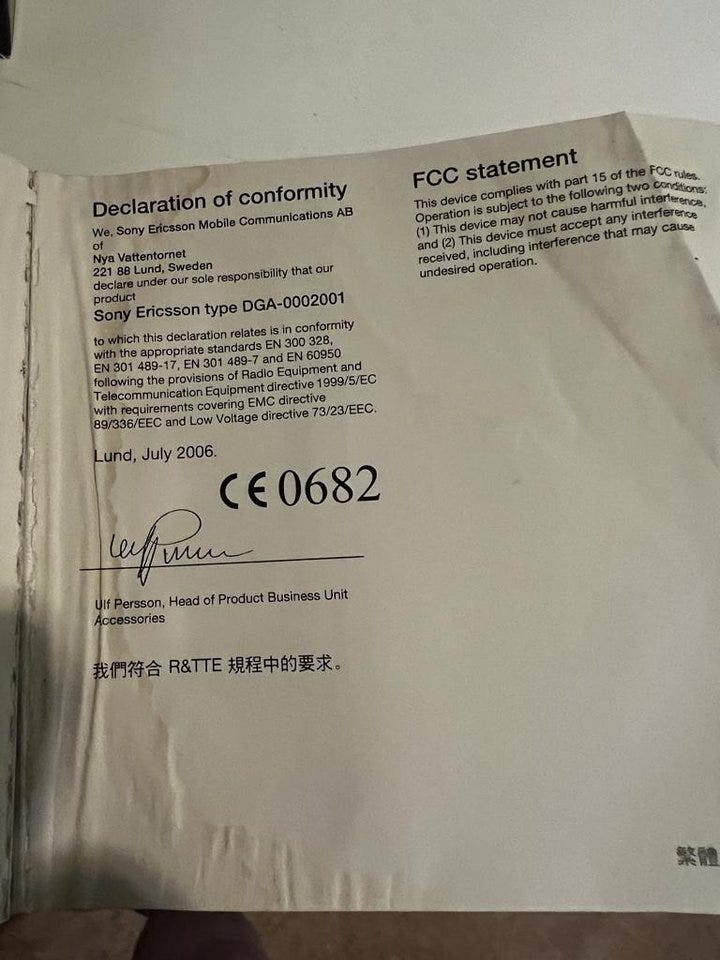 Declaration of conformity
We, Sony Ericsson Mobile Communications AB
of
Nya Vattentornet
221 88 Lund, Sweden
declare under our sole responsibility that our
product
Sony Ericsson type DGA-0002001
to which this declaration relates is in conformity
with the appropriate standards EN 300 328,
EN 301 489-17, EN 301 489-7 and EN 60950
following the provisions of Radio Equipment and
Telecommunication Equipment directive 1999/5/EC
with requirements covering EMC directive
89/336/EEC and Low Voltage directive 73/23/EEC.
Lund, July 2006.
CE 0682
Ulf Persson, Head of Product Business Unit
Accessories
我們符合 R&TTE 規程中的要求。
FCC statement
This device complies with part 15 of the FCC rules.
Operation is subject to the following two conditions:
(1) This device may not cause harmful interference,
and (2) This device must accept any interference
received, including interference that may cause
undesired operation.
繁體